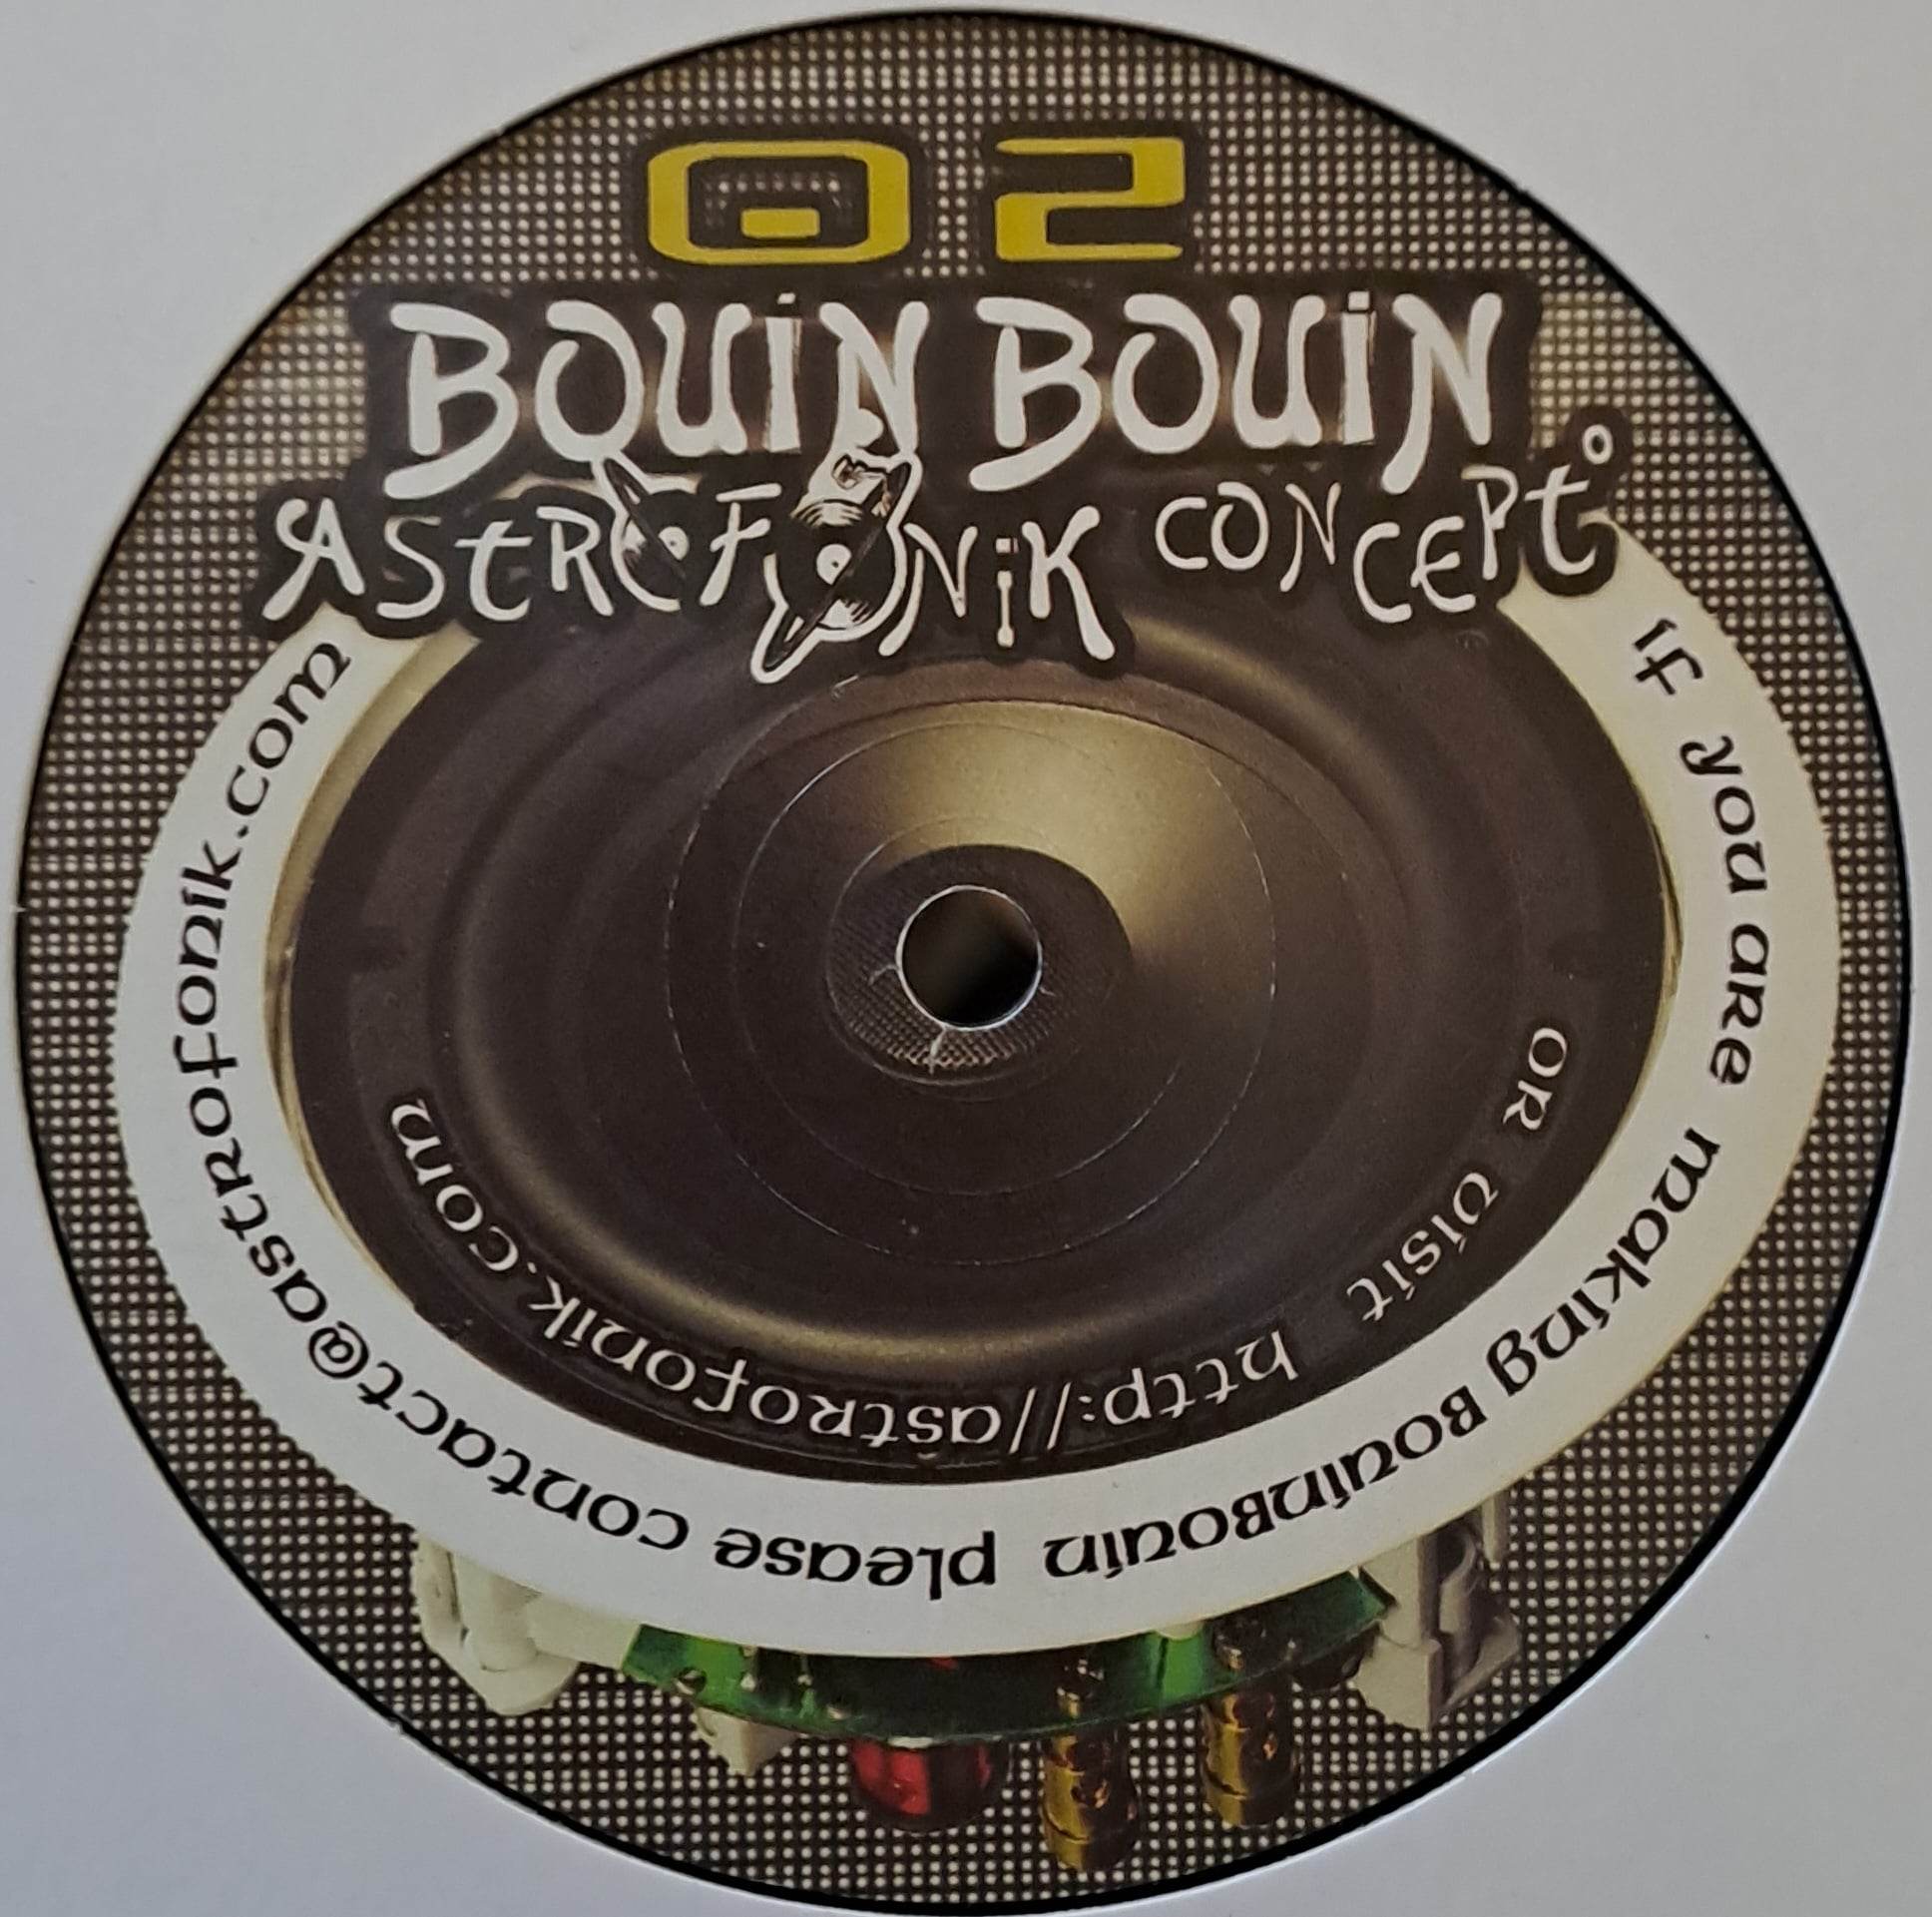 02
BOUiN BOUiN
ASTROFONiK CONCEPT°
if you are making BouinBouin please contact@astrofonik.com
or visit http://astrofonik.com